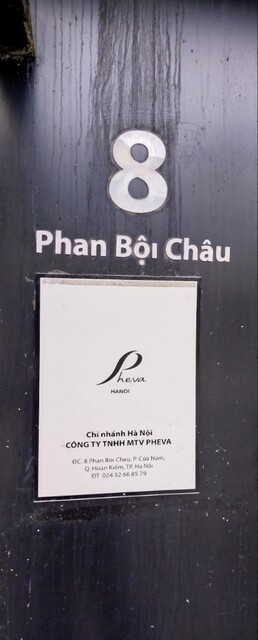 8
Phan Bội Châu
Pheva
HANOI
Chi nhánh Hà Nội
CÔNG TY TNHH MTV PHEVA
ĐC. 8 Phan Bội Châu, P. Cửa Nam,
Q. Hoàn Kiếm, TP. Hà Nội
ĐT 024 32 66 85 79